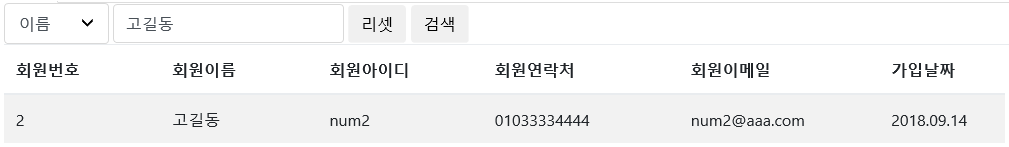 이름 고길동 리셋 검색
회원번호 회원이름 회원아이디 회원연락처 회원이메일 가입날짜
2 고길동 num2 01033334444 num2@aaa.com 2018.09.14